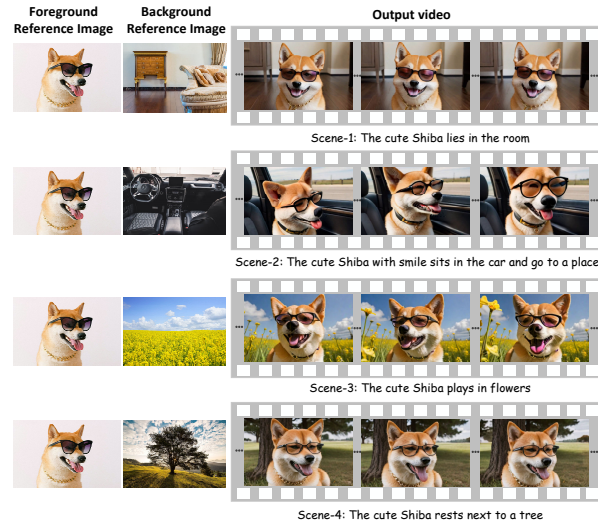 Foreground
Reference Image
Background
Reference Image
Output video
Scene-1: The cute Shiba lies in the room
Scene-2: The cute Shiba with smile sits in the car and go to a place
Scene-3: The cute Shiba plays in flowers
Scene-4: The cute Shiba rests next to a tree